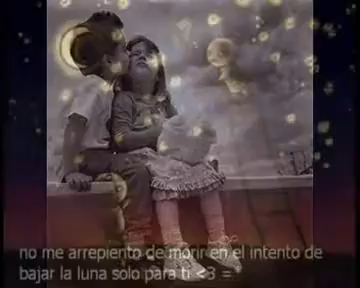 no me arrepiento de morir en el intento de
bajar la luna solo para ti <3 =